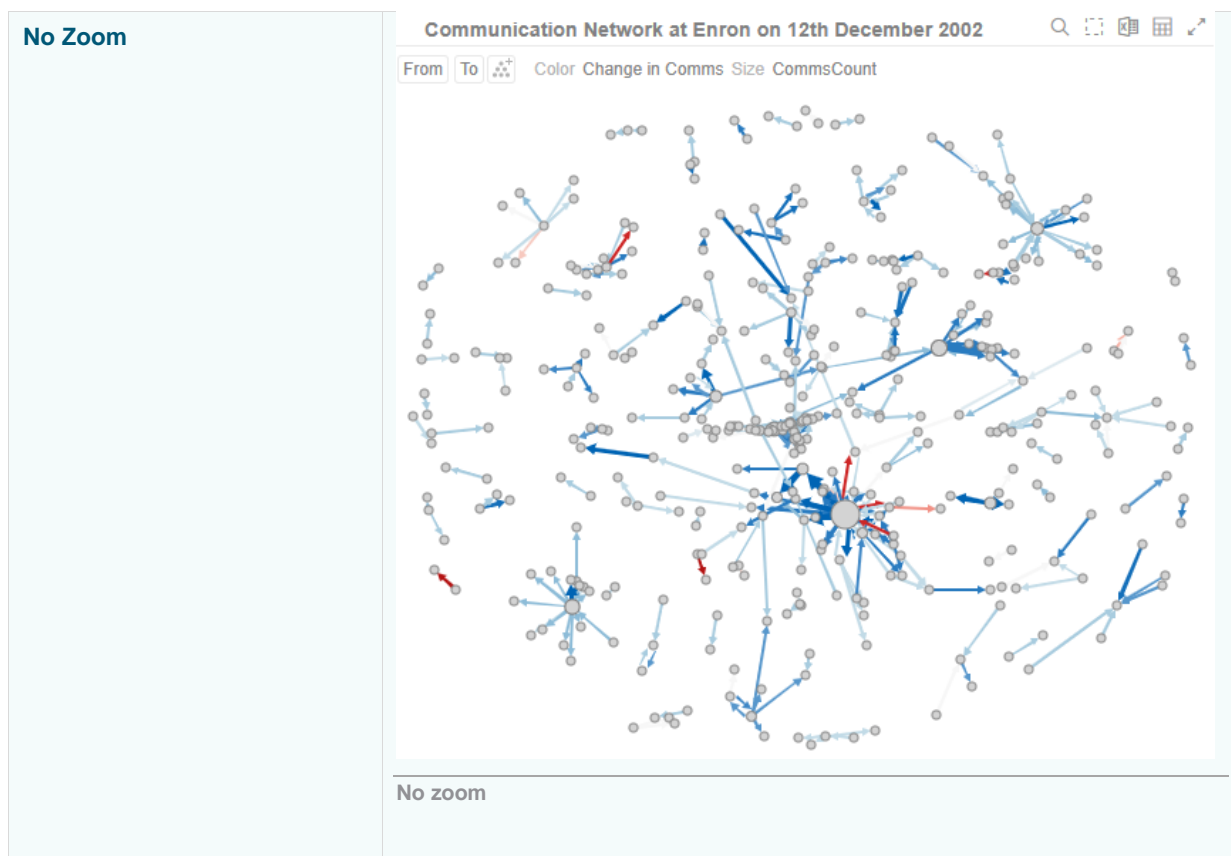 No Zoom
Communication Network at Enron on 12th December 2002
From To Color Change in Comms Size CommsCount
No zoom